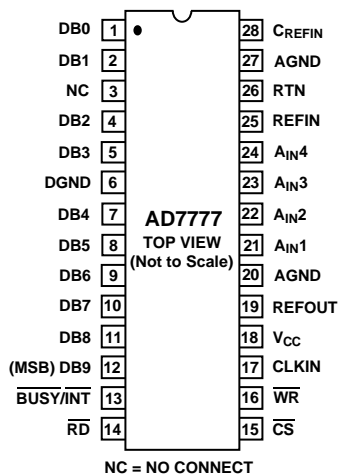 DB0 1 28 CREFIN
DB1 2 27 AGND
NC 3 26 RTN
DB2 4 25 REFIN
DB3 5 24 AIN4
DGND 6 23 AIN3
DB4 7 22 AIN2
DB5 8 21 AIN1
DB6 9 20 AGND
DB7 10 19 REFOUT
DB8 11 18 VCC
(MSB) DB9 12 17 CLKIN
BUSY/INT 13 16 WR
RD 14 15 CS
AD7777
TOP VIEW
(Not to Scale)
NC = NO CONNECT